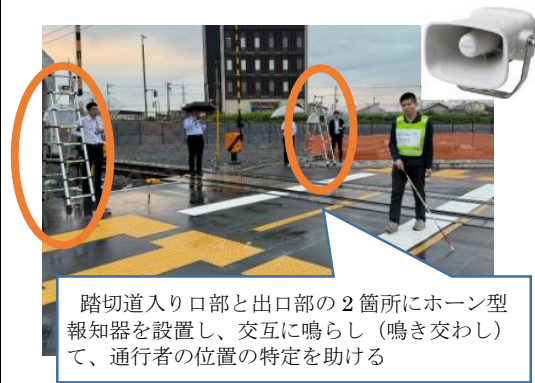 踏切道入り口部と出口部の 2 箇所にホーン型
報知器を設置し、交互に鳴らし（鳴き交わし）
て、通行者の位置の特定を助ける